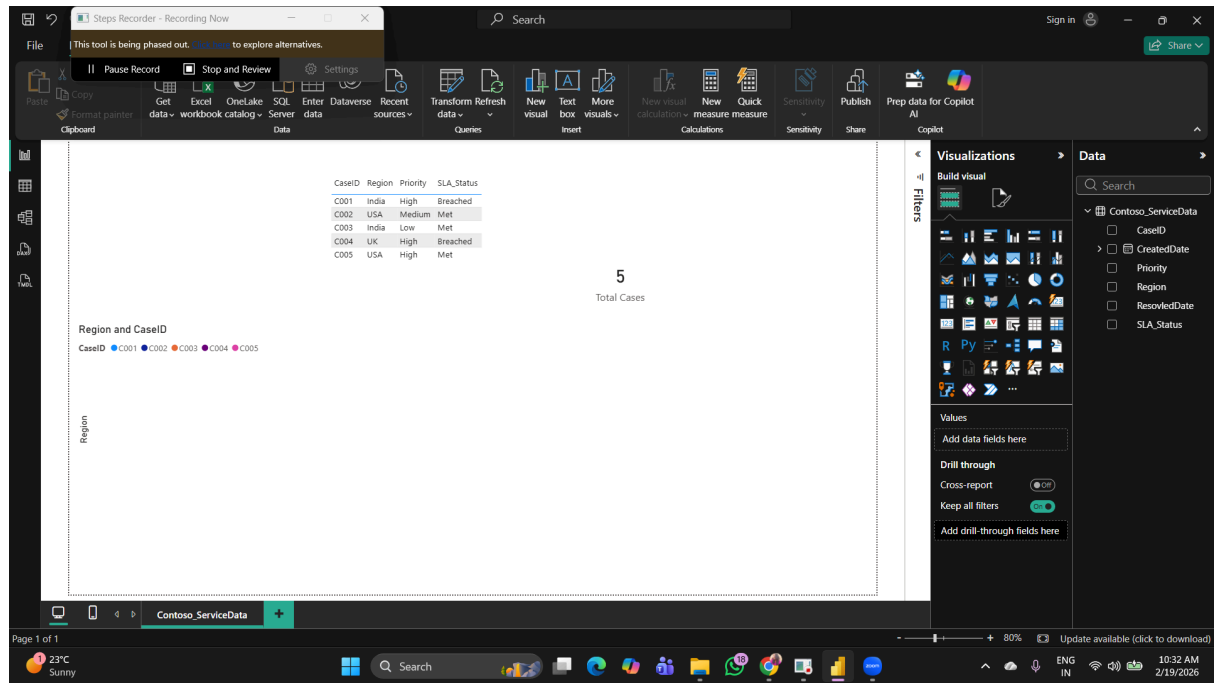 Steps Recorder - Recording Now
Search
Sign in
This tool is being phased out. to explore alternatives.
File
Share
Pause Record Stop and Review Settings
Paste
Copy
Format painter
Get data
Excel workbook
OneLake catalog
SQL Server
Enter data
Dataverse
Recent sources
Transform data
Refresh
New visual
Text box
More visuals
New visual calculation
New measure
Quick measure
Sensitivity
Publish
Prep data for AI
Copilot
Clipboard Data Queries Insert Calculations Sensitivity Share Copilot
CaseID Region Priority SLA_Status
C001 India High Breached
C002 USA Medium Met
C003 India Low Met
C004 UK High Breached
C005 USA High Met
5
Total Cases
Region and CaseID
CaseID C001 C002 C003 C004 C005
Region
Filters
Visualizations
Build visual
123
R Py
Values
Add data fields here
Drill through
Cross-report Off
Keep all filters On
Add drill-through fields here
Data
Search
Contoso_ServiceData
CaseID
CreatedDate
Priority
Region
ResovledDate
SLA_Status
DAX
TMDL
Contoso_ServiceData
Page 1 of 1
- + 80% Update available (click to download)
1
23°C
Sunny
Search
9
zoom
ENG
IN
10:32 AM
2/19/2026